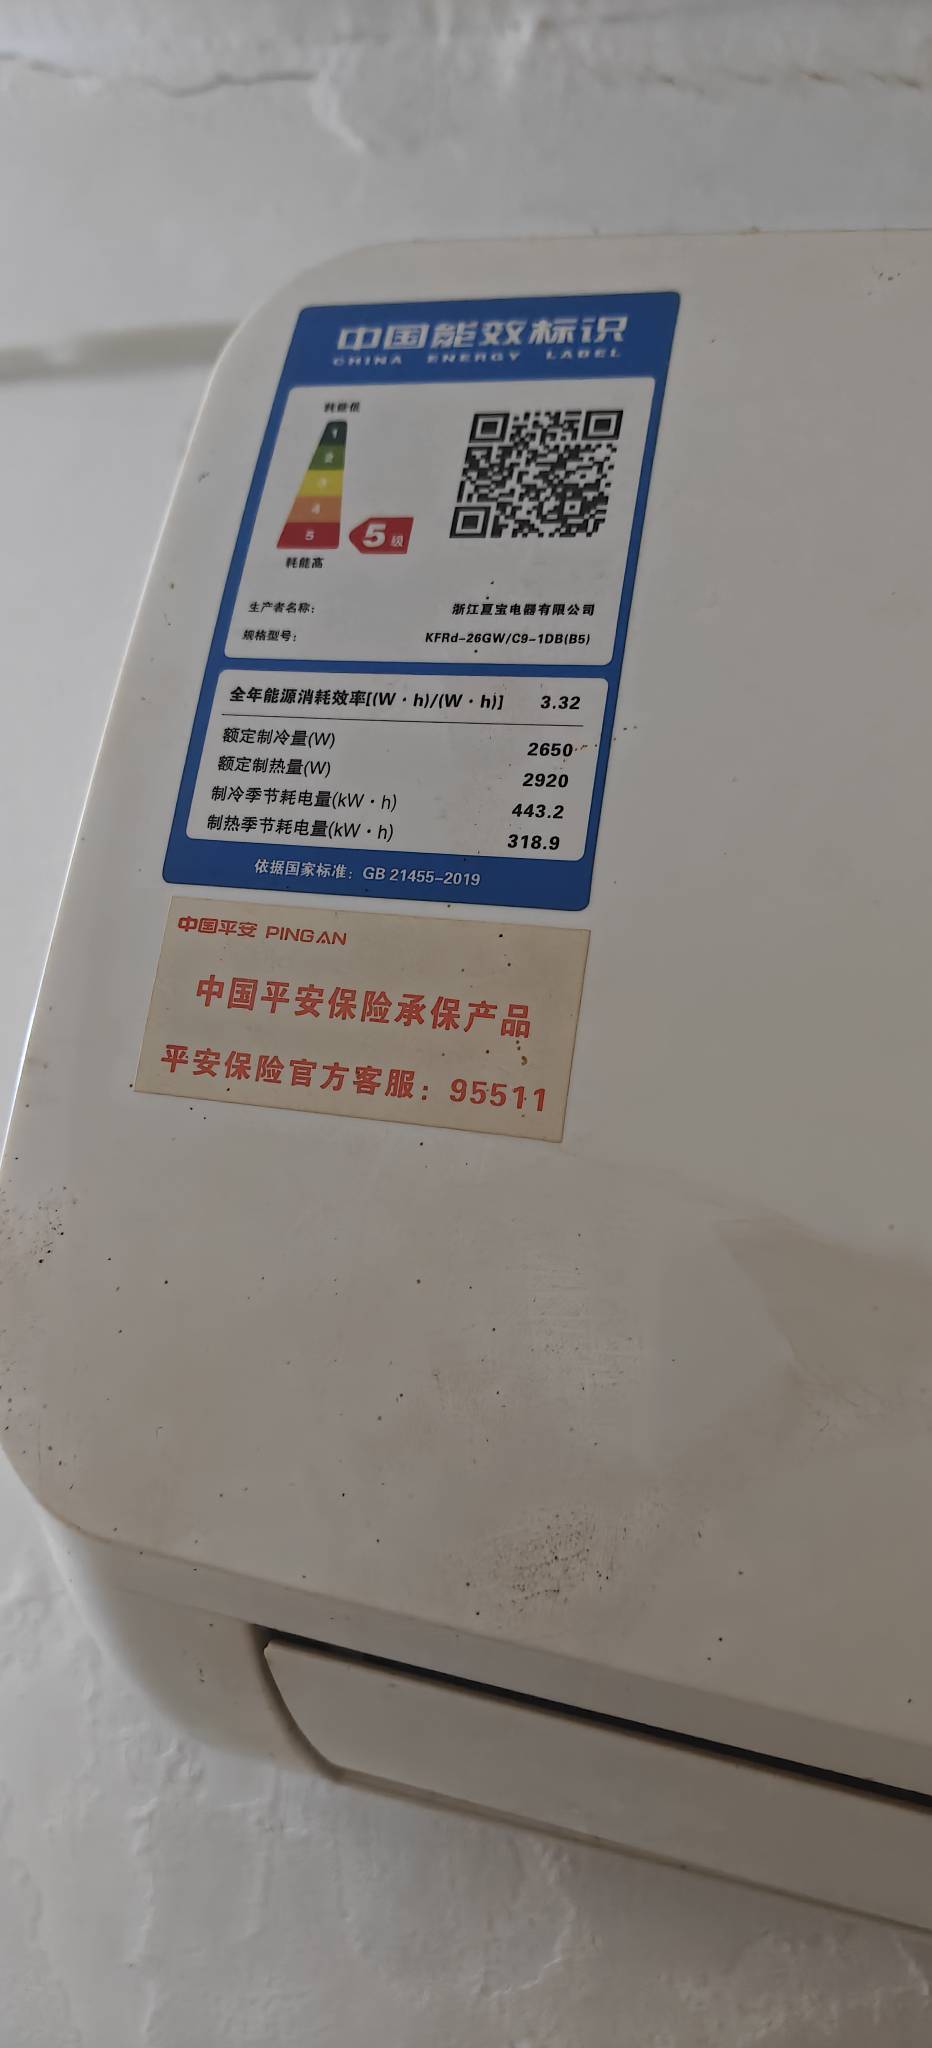 中国能效标识
CHINA ENERGY LABEL
耗能低
1
2
3
4
5
5级
耗能高
生产者名称： 浙江夏宝电器有限公司
规格型号： KFRd-26GW/C9-1DB(B5)
全年能源消耗效率[(W·h)/(W·h)] 3.32
额定制冷量(W) 2650
额定制热量(W) 2920
制冷季节耗电量(kW·h) 443.2
制热季节耗电量(kW·h) 318.9
依据国家标准：GB 21455-2019
中国平安 PINGAN
中国平安保险承保产品
平安保险官方客服：95511